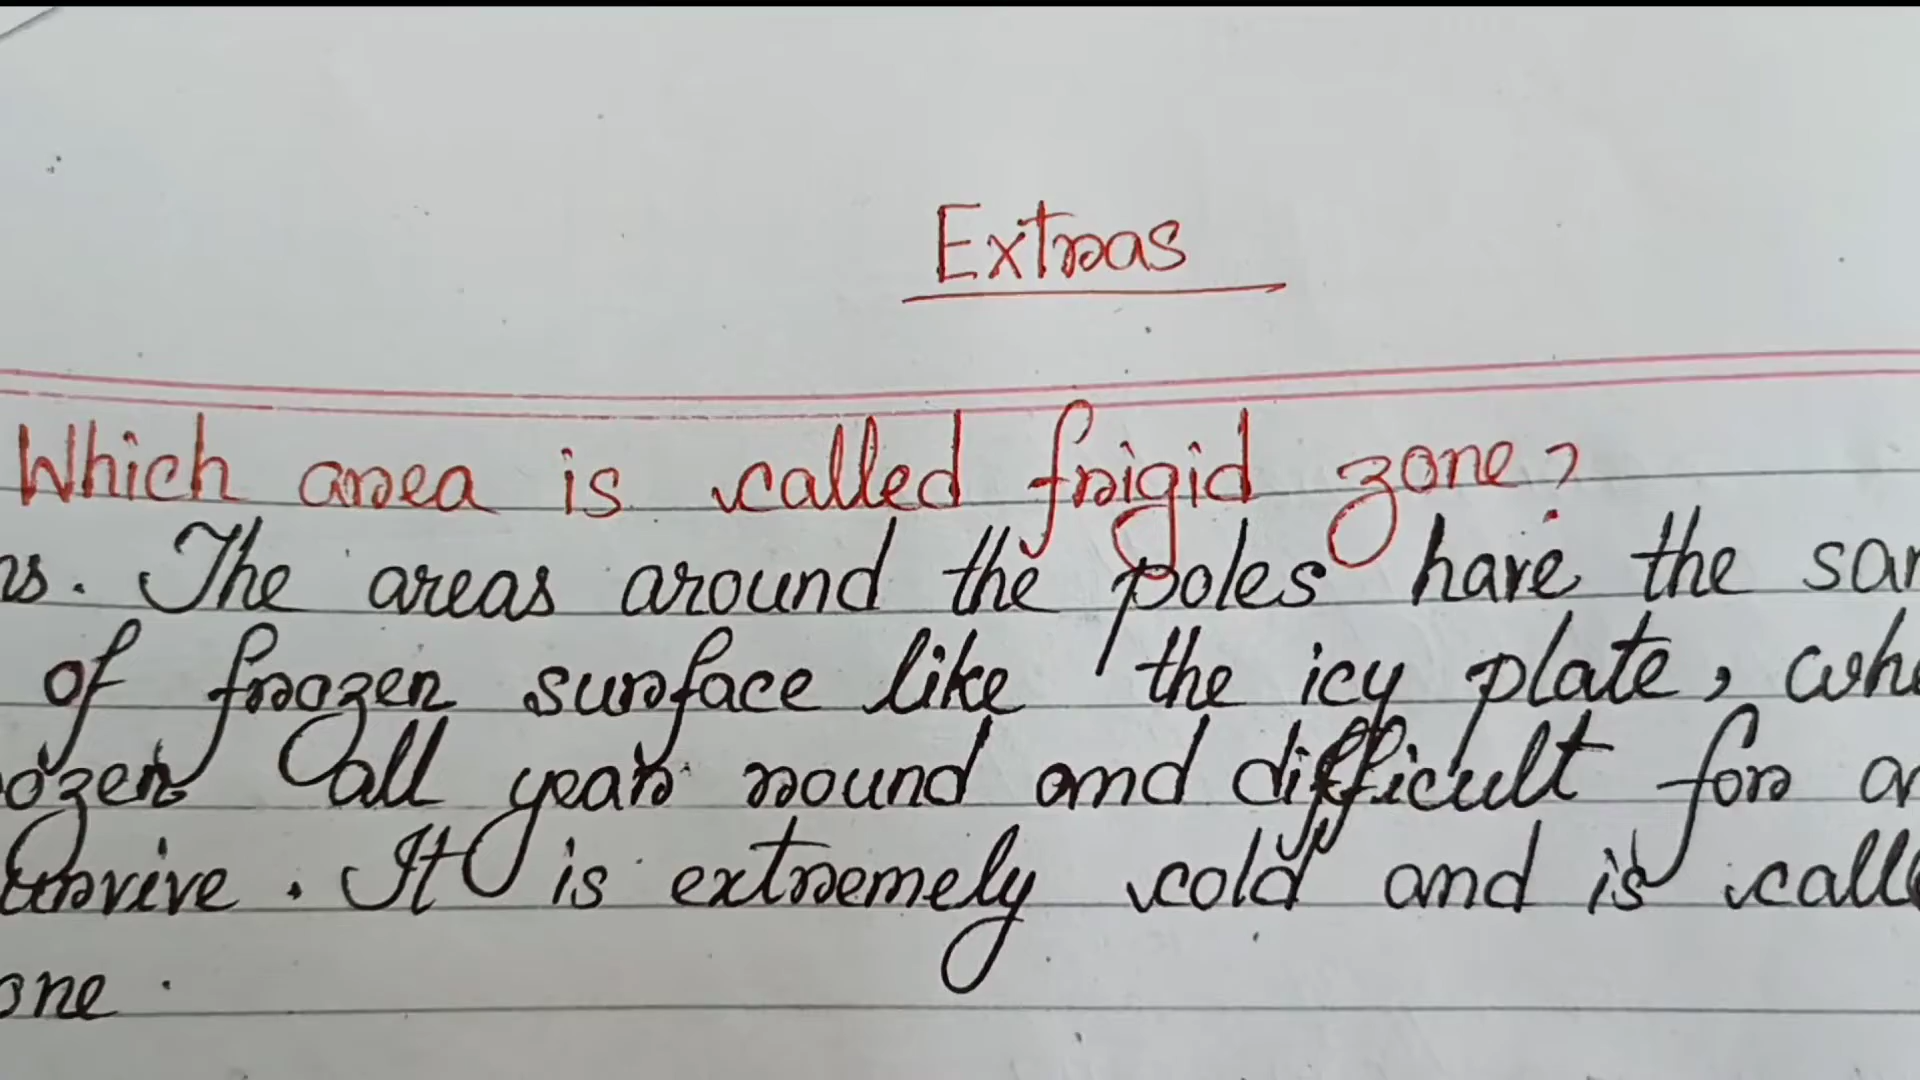 Extras
Which area is called frigid zone?
The areas around the poles have the
of frozen surface like the icy plate,
all year round and difficult for
. It is extremely cold and is